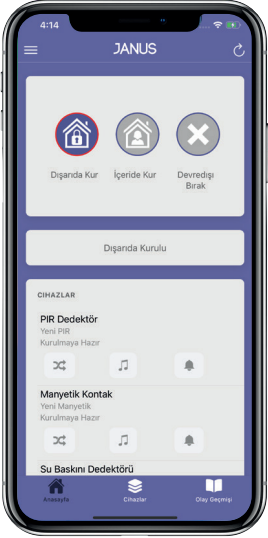 4:14
JANUS
Dışarıda Kur
İçeride Kur
Devredışı
Bırak
Dışarıda Kurulu
CIHAZLAR
PIR Dedektör
Yeni PIR
Kurulmaya Hazır
Manyetik Kontak
Yeni Manyetik
Kurulmaya Hazır
Su Baskını Dedektörü
Anasayfa
Cihazlar
Olay Geçmişi